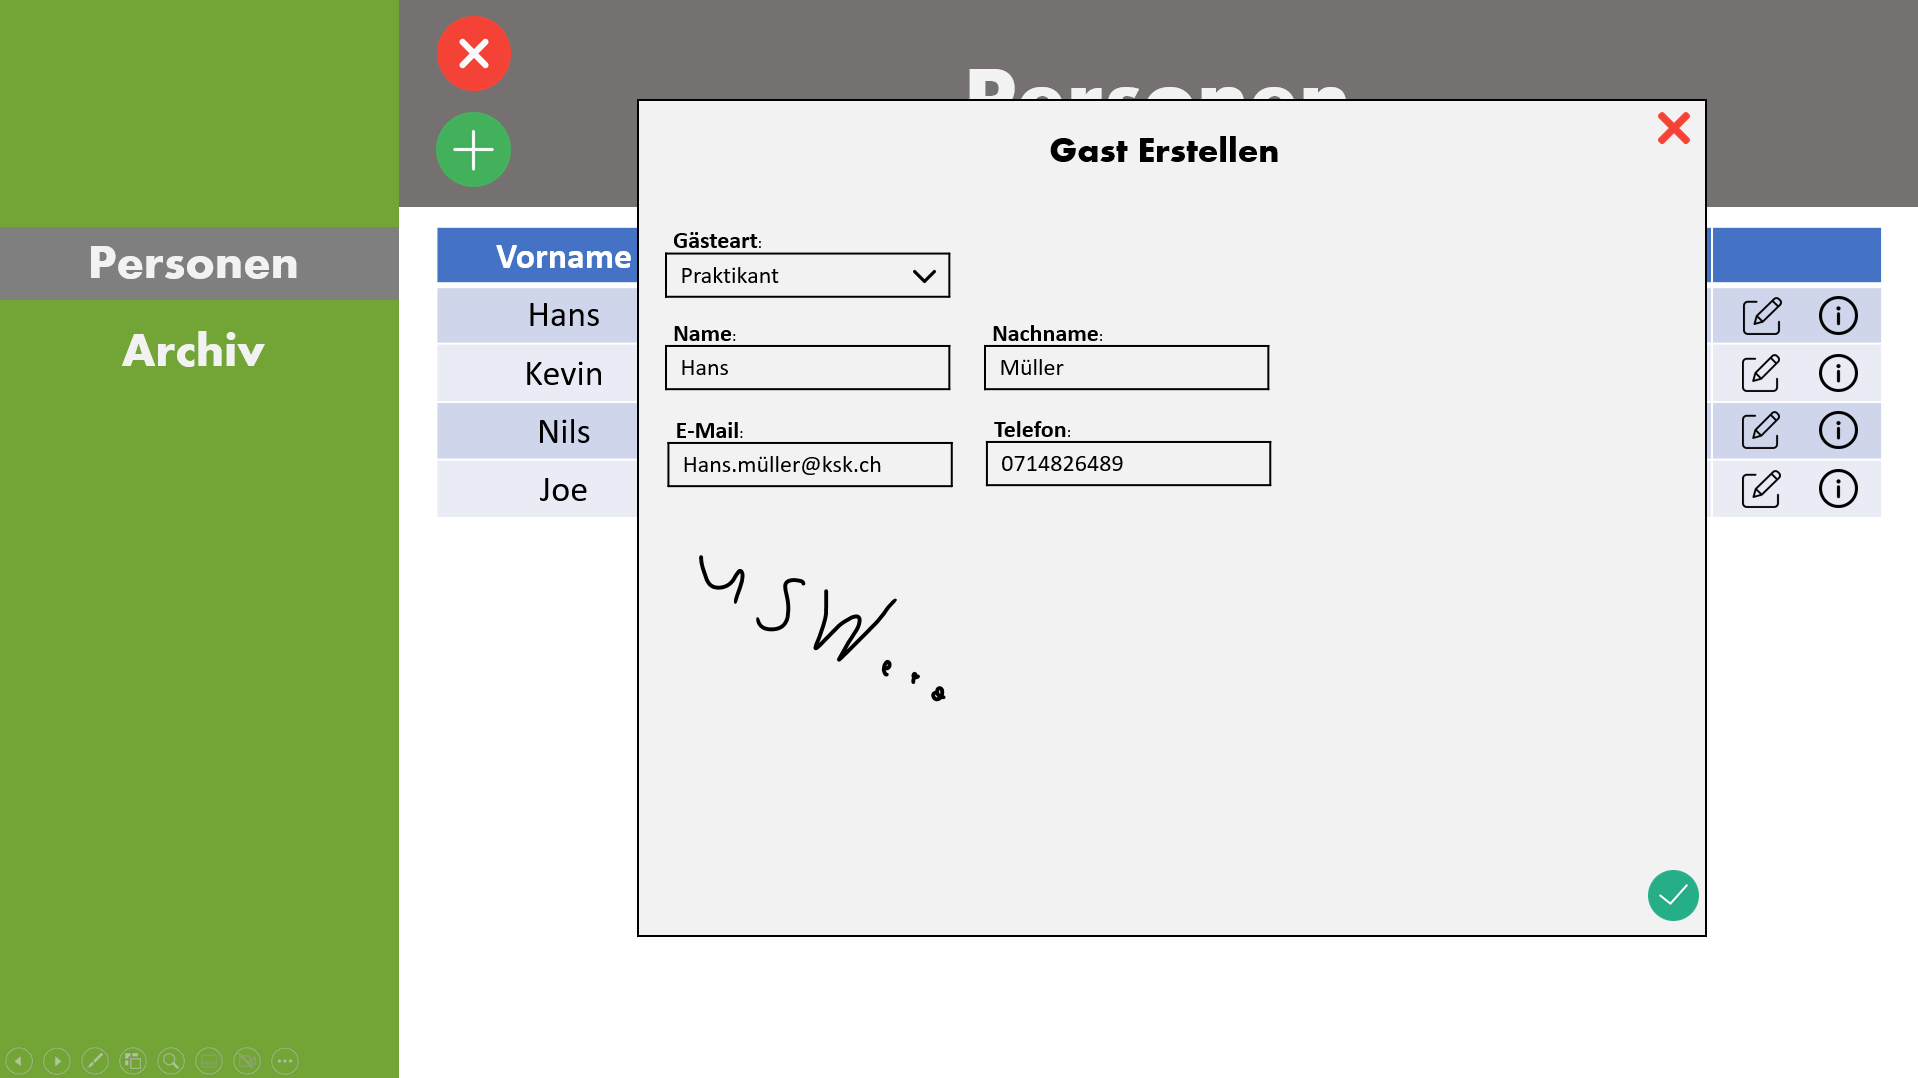 Personen
Gast Erstellen
Personen
Archiv
Vorname
Hans
Kevin
Nils
Joe
Gästeart:
Praktikant
Name:
Nachname:
Hans
Müller
E-Mail:
Telefon:
Hans.müller@ksk.ch
0714826489
usw...